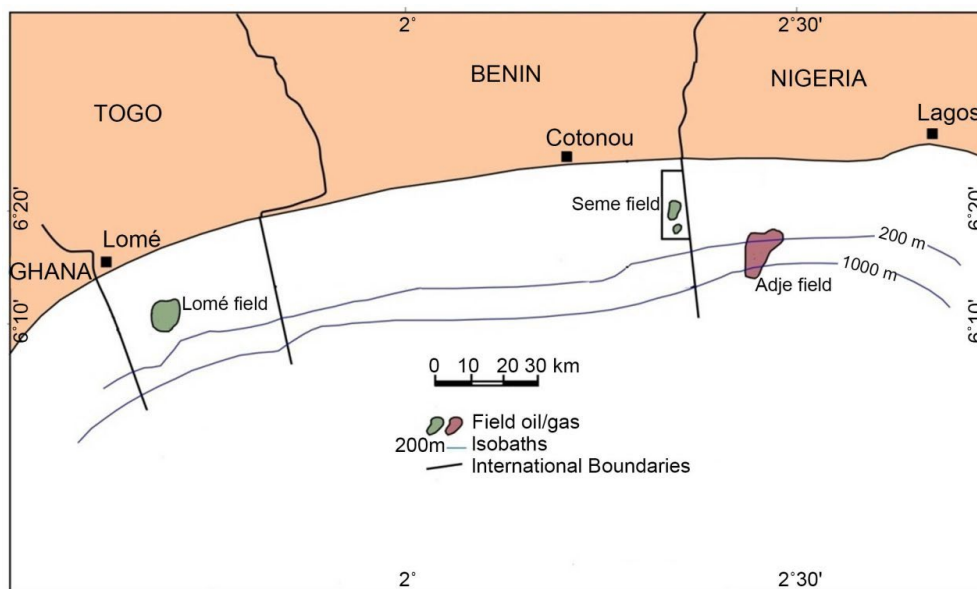 2° 2°30'
BENIN
NIGERIA
TOGO
Lagos
Cotonou
6°20' 6°20'
Seme field
Lomé
200 m
GHANA
1000 m
Adje field
Lomé field
6°10' 6°10'
0 10 20 30 km
Field oil/gas
200m Isobaths
International Boundaries
2° 2°30'